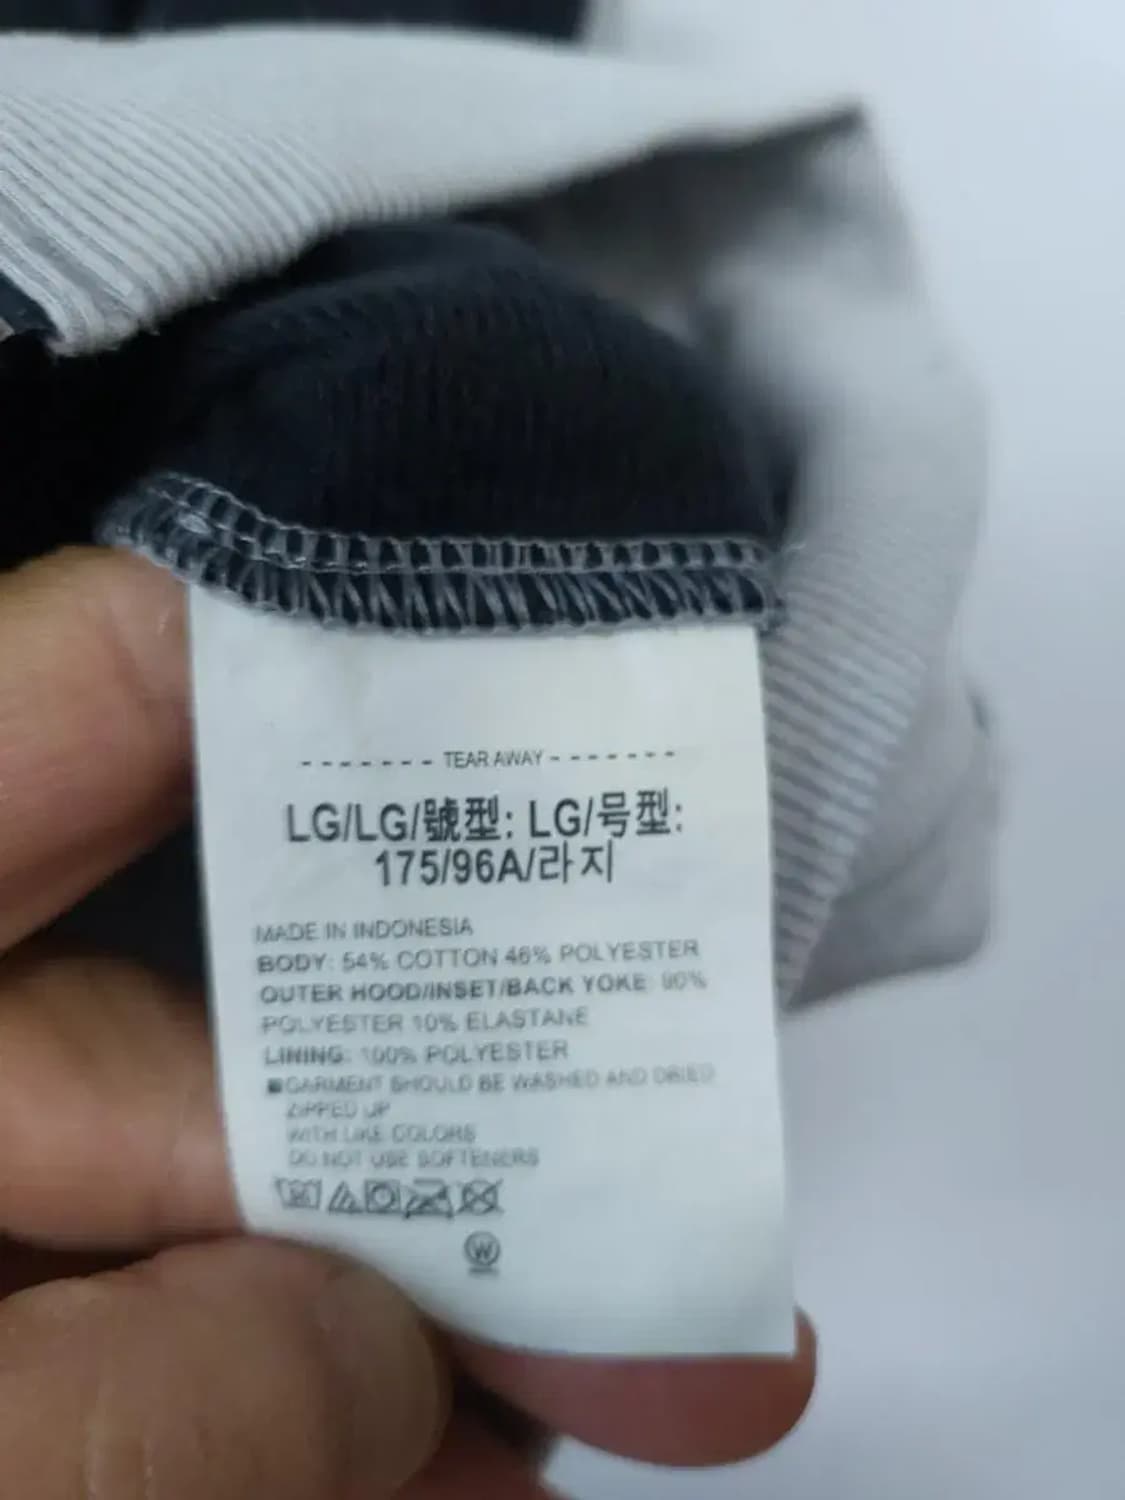 ------- TEAR AWAY -------
LG/LG/號型: LG/号型:
175/96A/라지
MADE IN INDONESIA
BODY: 54% COTTON 46% POLYESTER
OUTER HOOD/INSET/BACK YOKE: 90%
POLYESTER 10% ELASTANE
LINING: 100% POLYESTER
■GARMENT SHOULD BE WASHED AND DRIED
ZIPPED UP
WITH LIKE COLORS
DO NOT USE SOFTENERS
W